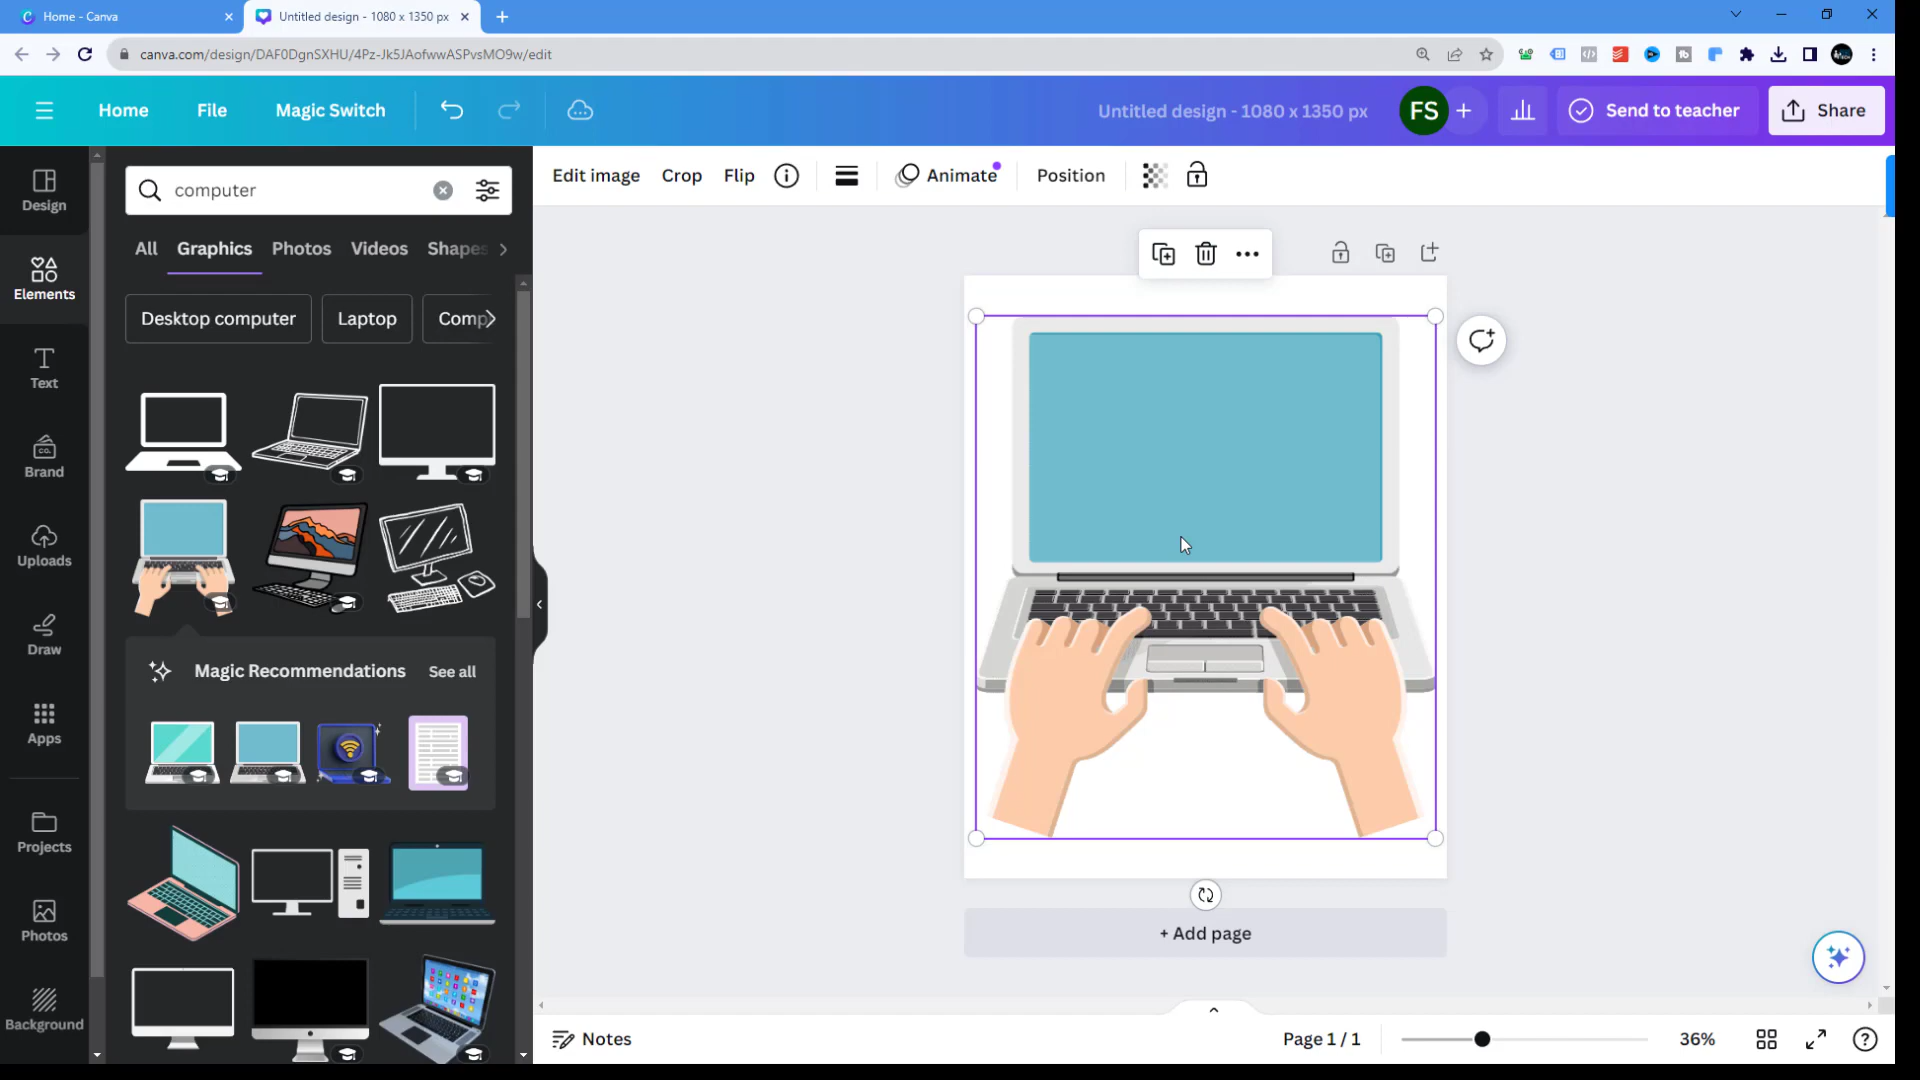 Home - Canva
Untitled design - 1080 x 1350 px
canva.com/design/DAF0DgnSXHU/4Pz-Jk5JAofwwASPvsMO9w/edit
Home
File
Magic Switch
Untitled design - 1080 x 1350 px
FS
Send to teacher
Share
Design
Elements
Text
Brand
CO.
Uploads
Draw
Apps
Projects
Photos
Background
computer
All
Graphics
Photos
Videos
Shapes
Desktop computer
Laptop
Comp
Magic Recommendations
See all
Edit image
Crop
Flip
Animate
Position
+ Add page
Notes
Page 1 / 1
36%